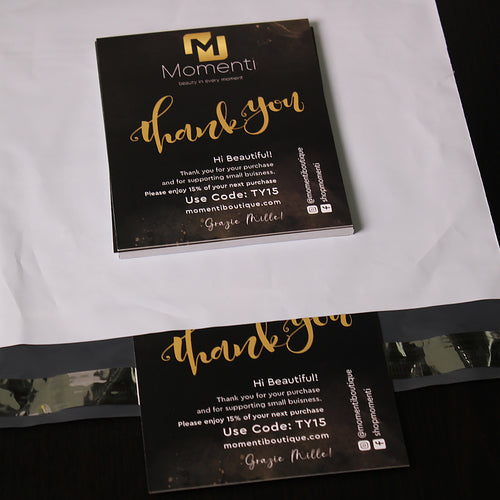 M
Momenti
beauty in every moment
thank you
Hi Beautiful!
Thank you for your purchase
and for supporting small buisness.
Please enjoy 15% of your next purchase
Use Code: TY15
momentiboutique.com
Grazie Mille!
@momentiboutique
shopmomenti
thank you
Hi Beautiful!
Thank you for your purchase
and for supporting small buisness.
Please enjoy 15% of your next purchase
Use Code: TY15
momentiboutique.com
Grazie Mille!
@momentiboutique
shopmomenti